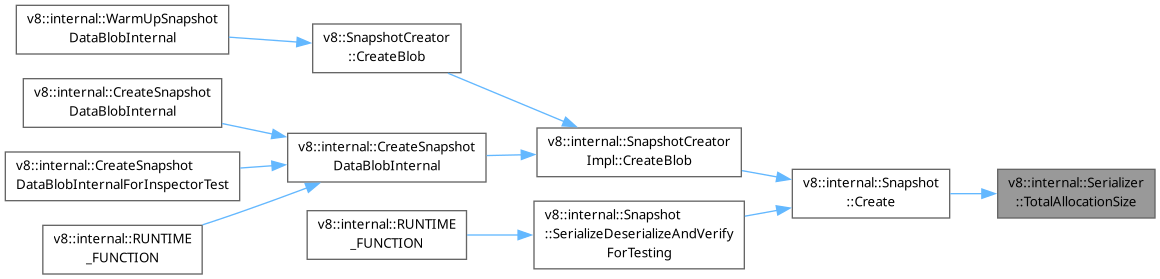 v8::internal::WarmUpSnapshot
DataBlobInternal
v8::SnapshotCreator
::CreateBlob
v8::internal::CreateSnapshot
DataBlobInternal
v8::internal::CreateSnapshot
DataBlobInternalForInspectorTest
v8::internal::RUNTIME
_FUNCTION
v8::internal::CreateSnapshot
DataBlobInternal
v8::internal::RUNTIME
_FUNCTION
v8::internal::SnapshotCreator
Impl::CreateBlob
v8::internal::Snapshot
::SerializeDeserializeAndVerify
ForTesting
v8::internal::Snapshot
::Create
v8::internal::Serializer
::TotalAllocationSize